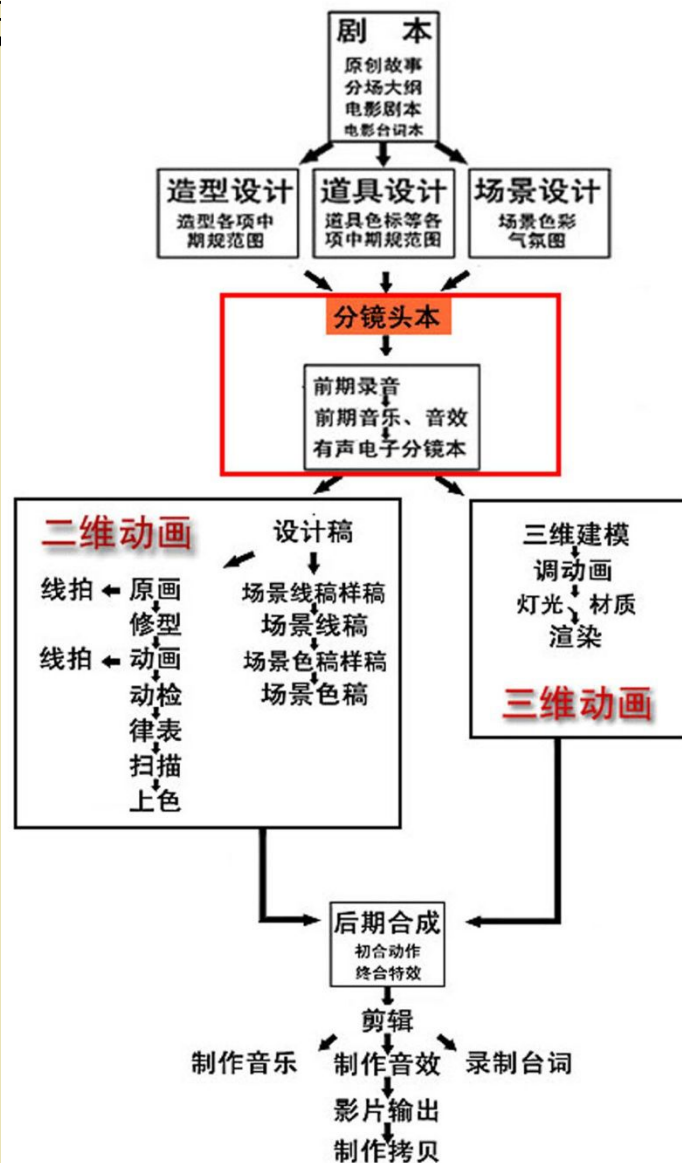 剧 本
原创故事
分场大纲
电影剧本
电影台词本
造型设计
造型各项中
期规范图
道具设计
道具色标等各
项中期规范图
场景设计
场景色彩
气氛图
分镜头本
前期录音
前期音乐、音效
有声电子分镜本
二维动画
设计稿
线拍
原画
修型
线拍
动画
动检
律表
扫描
上色
场景线稿样稿
场景线稿
场景色稿样稿
场景色稿
三维建模
调动画
灯光、材质
渲染
三维动画
后期合成
初合动作
终合特效
剪辑
制作音乐
制作音效
录制台词
影片输出
制作拷贝